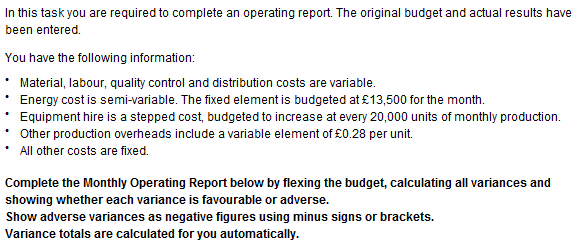 In this task you are required to complete an operating report. The original budget and actual results have
been entered.
You have the following information:
• Material, labour, quality control and distribution costs are variable.
• Energy cost is semi-variable. The fixed element is budgeted at £13,500 for the month.
• Equipment hire is a stepped cost, budgeted to increase at every 20,000 units of monthly production.
• Other production overheads include a variable element of £0.28 per unit.
• All other costs are fixed.
Complete the Monthly Operating Report below by flexing the budget, calculating all variances and
showing whether each variance is favourable or adverse.
Show adverse variances as negative figures using minus signs or brackets.
Variance totals are calculated for you automatically.